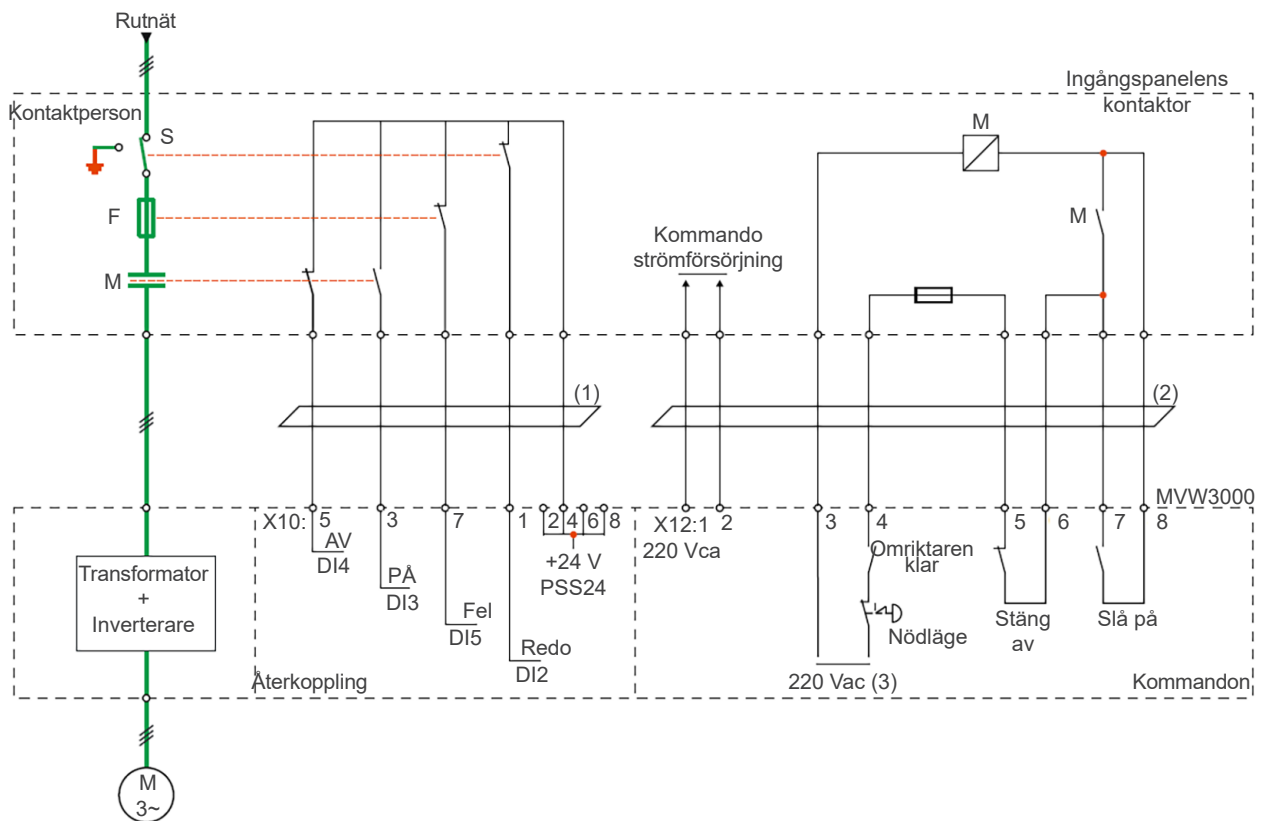 Rutnät
Ingångspanelens
kontaktor
Kontaktperson
S
M
F
M
Kommando
strömförsörjning
M
(1)
(2)
MVW3000
X10: 5 3 7 1 2 4 6 8
X12:1 2 3 4 5 6 7 8
220 Vca
AV
DI4
PÅ
DI3
Fel
DI5
Redo
DI2
+24 V
PSS24
Omriktaren
klar
Nödläge
Stäng
av
Slå på
220 Vac (3)
Transformator
+
Inverterare
Återkoppling
Kommandon
M
3~